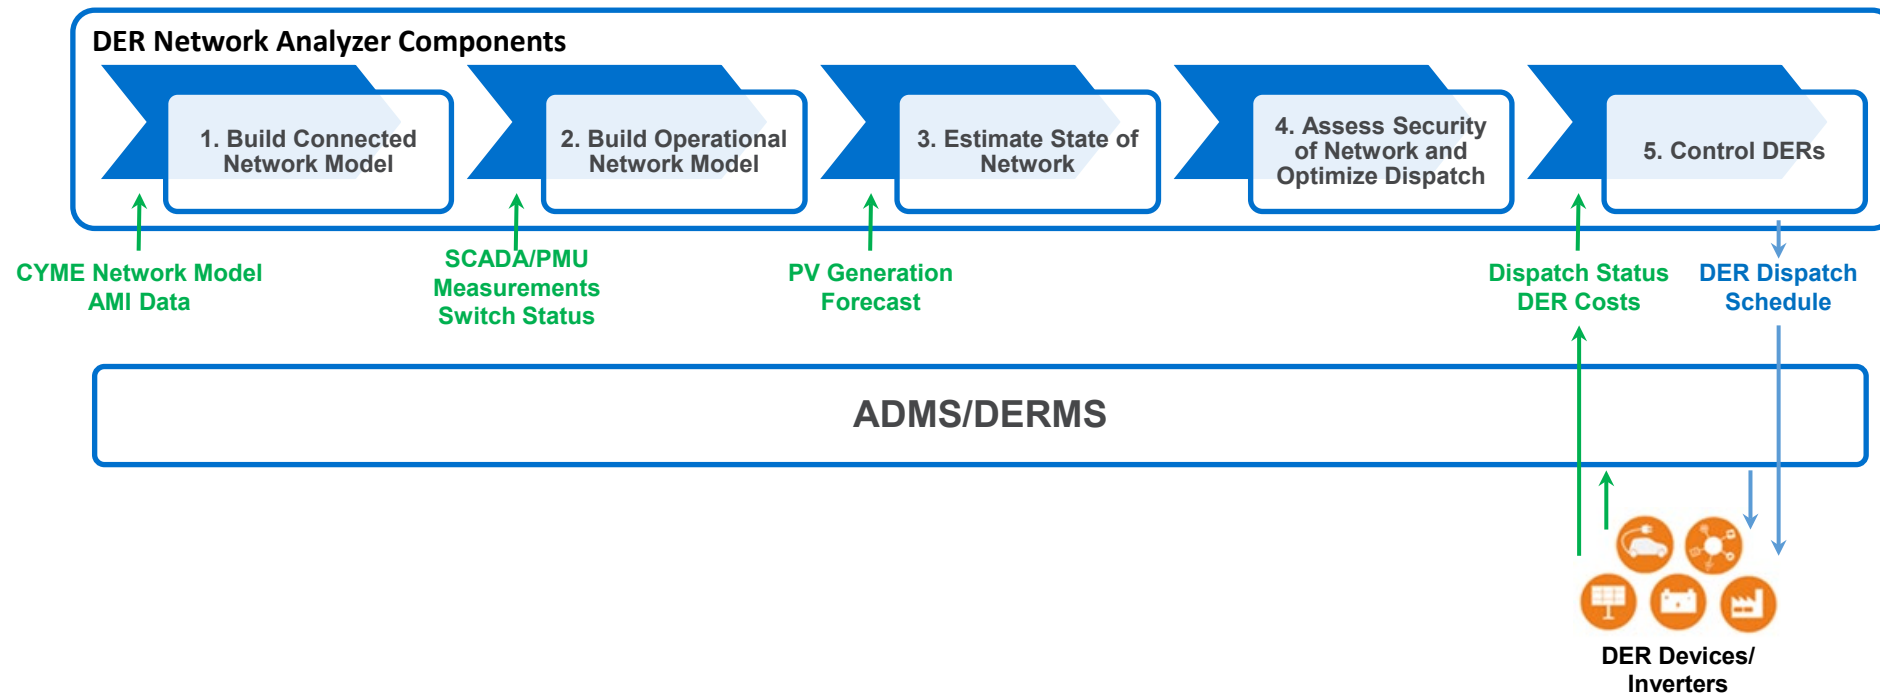 DER Network Analyzer Components
1. Build Connected
Network Model
2. Build Operational
Network Model
3. Estimate State of
Network
4. Assess Security
of Network and
Optimize Dispatch
5. Control DERs
CYME Network Model
AMI Data
SCADA/PMU
Measurements
Switch Status
PV Generation
Forecast
Dispatch Status
DER Costs
DER Dispatch
Schedule
ADMS/DERMS
DER Devices/
Inverters